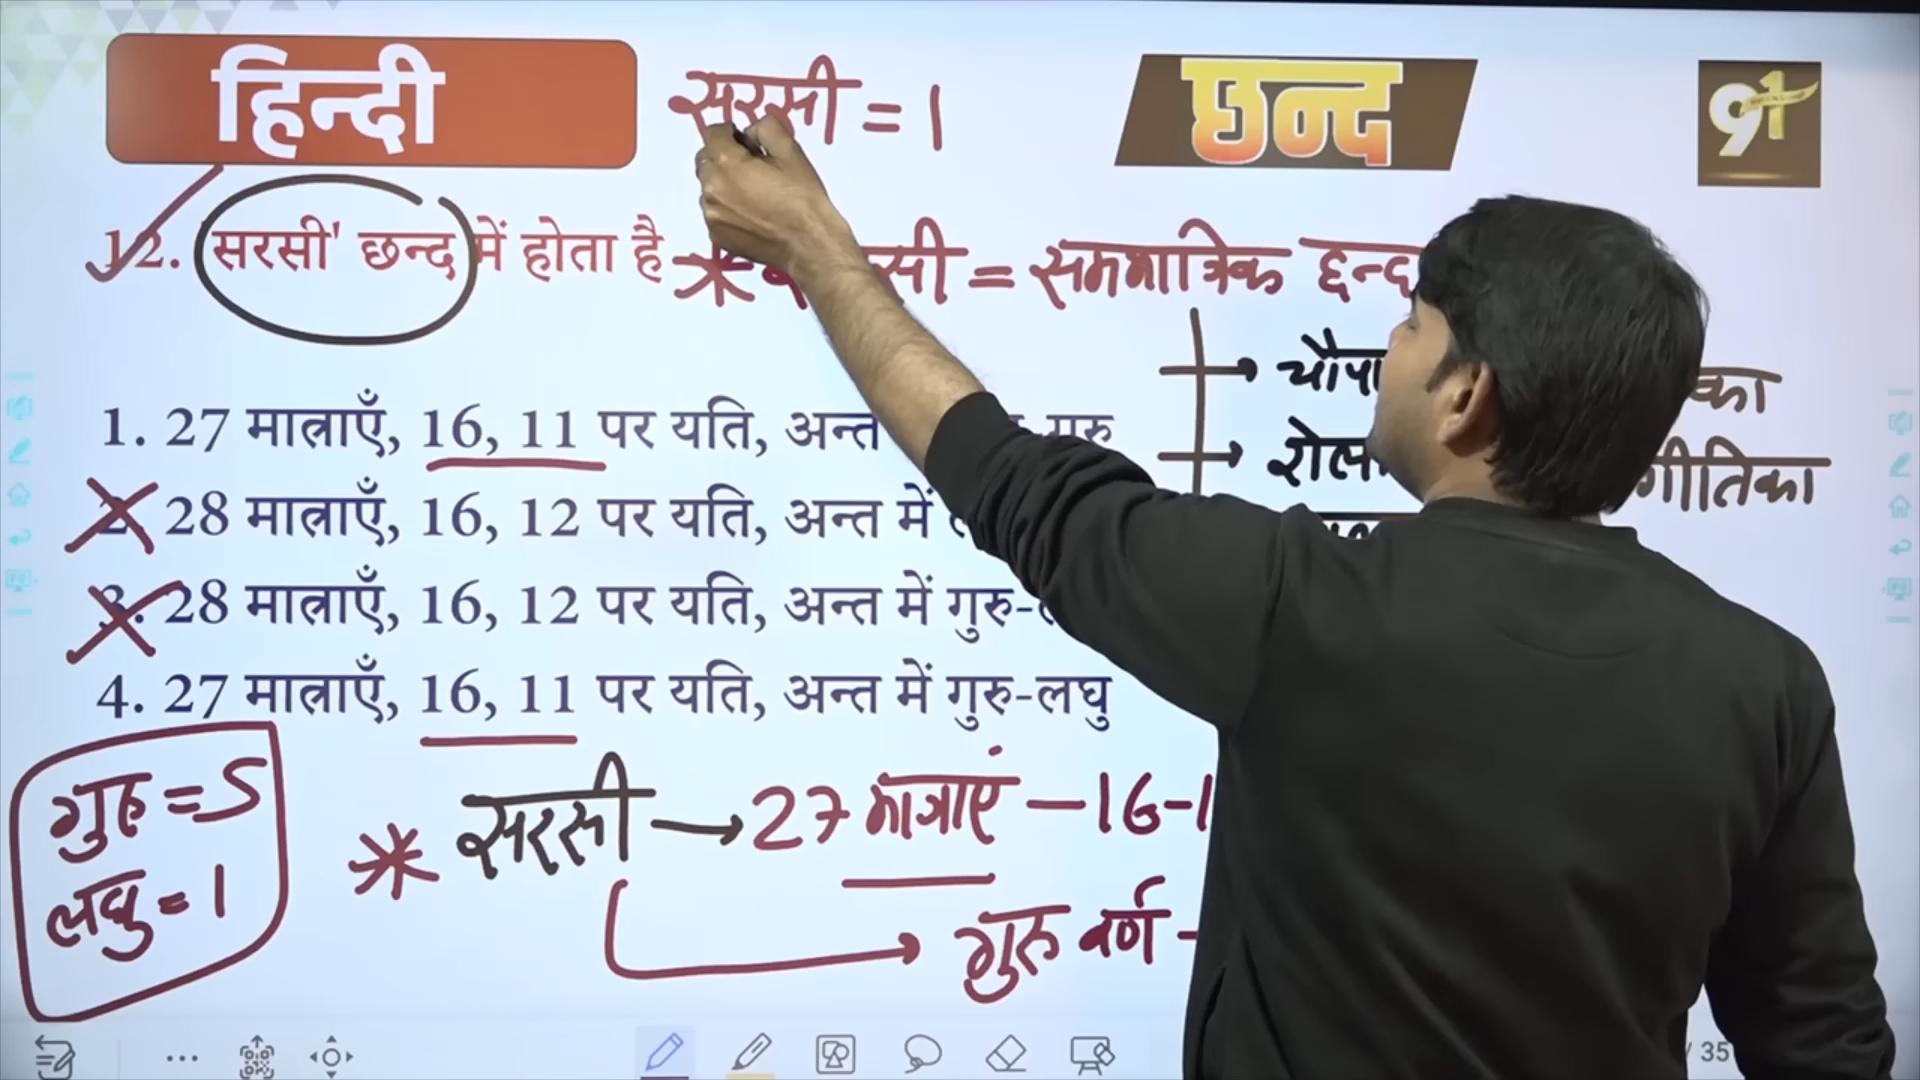 हिन्दी
सरसी = 1
छन्द
91
12. सरसी' छन्द में होता है
सी = सममात्रिक छन्द
चौपा
का
1. 27 मात्राएँ, 16, 11 पर यति, अन्त गुरु
रोला
गीतिका
2. 28 मात्राएँ, 16, 12 पर यति, अन्त में
3. 28 मात्राएँ, 16, 12 पर यति, अन्त में गुरु-ल
4. 27 मात्राएँ, 16, 11 पर यति, अन्त में गुरु-लघु
गुरु = S
लघु = 1
सरसी → 27 मात्राएं - 16-1
गुरु वर्ण -
/ 35